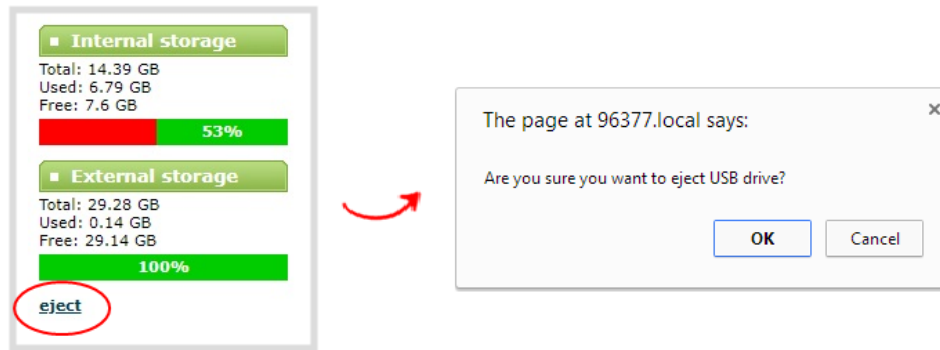 Internal storage
Total: 14.39 GB
Used: 6.79 GB
Free: 7.6 GB
53%
External storage
Total: 29.28 GB
Used: 0.14 GB
Free: 29.14 GB
100%
eject
The page at 96377.local says:
Are you sure you want to eject USB drive?
OK Cancel